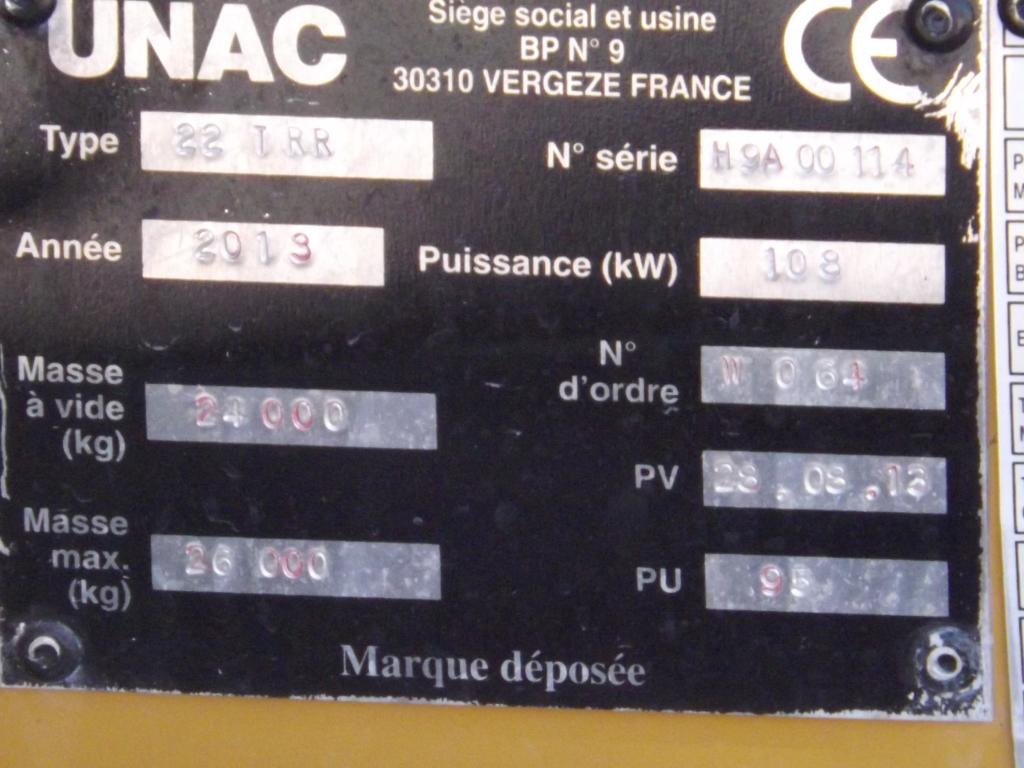 UNAC
Siège social et usine
BP N° 9
30310 VERGEZE FRANCE
CE
Type 22 TRR
N° série H9A 00 114
Année 2013
Puissance (kW) 108
Masse à vide (kg) 24 000
N° d'ordre W 064
PV 28.08.13
Masse max. (kg) 26 000
PU 95
Marque déposée